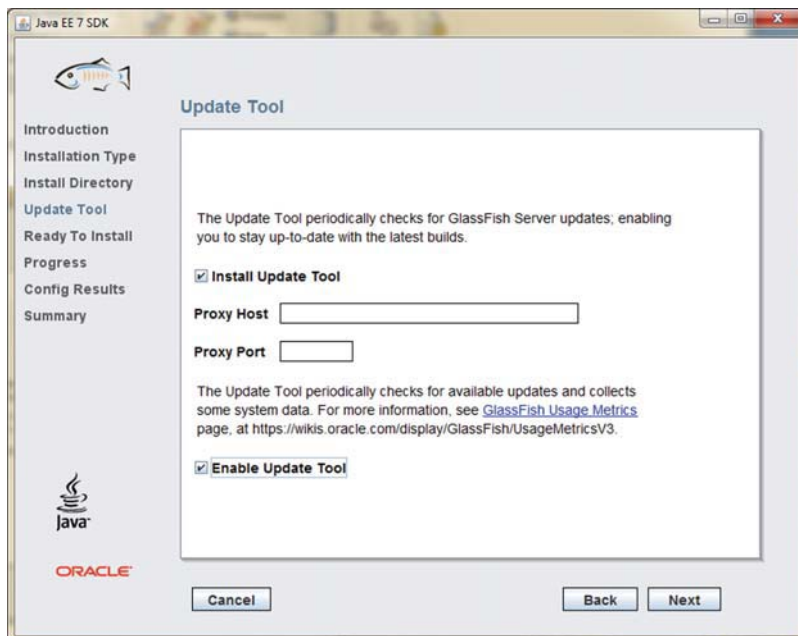 Java EE 7 SDK
Update Tool
Introduction
Installation Type
Install Directory
Update Tool
Ready To Install
Progress
Config Results
Summary
The Update Tool periodically checks for GlassFish Server updates; enabling
you to stay up-to-date with the latest builds.
Install Update Tool
Proxy Host
Proxy Port
The Update Tool periodically checks for available updates and collects
some system data. For more information, see GlassFish Usage Metrics
page, at https://wikis.oracle.com/display/GlassFish/UsageMetricsV3.
Enable Update Tool
Java
ORACLE
Cancel
Back
Next